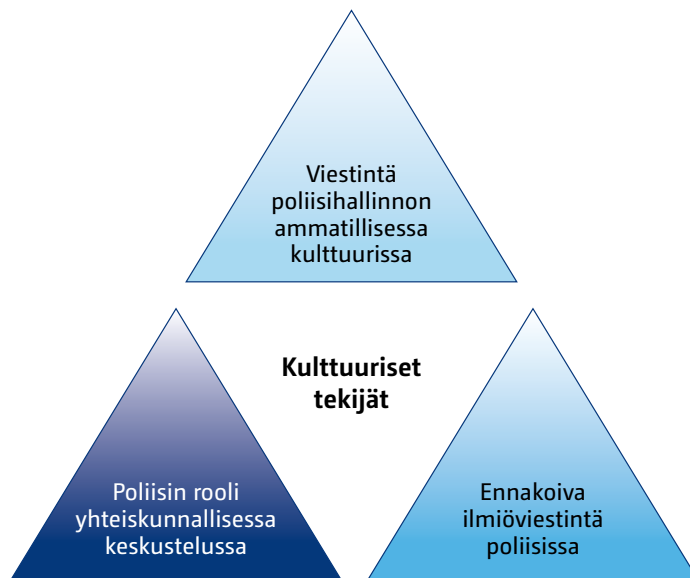 Viestintä
poliisihallinnon
ammatillisessa
kulttuurissa
Kulttuuriset
tekijät
Poliisin rooli
yhteiskunnallisessa
keskustelussa
Ennakoiva
ilmiöviestintä
poliisissa